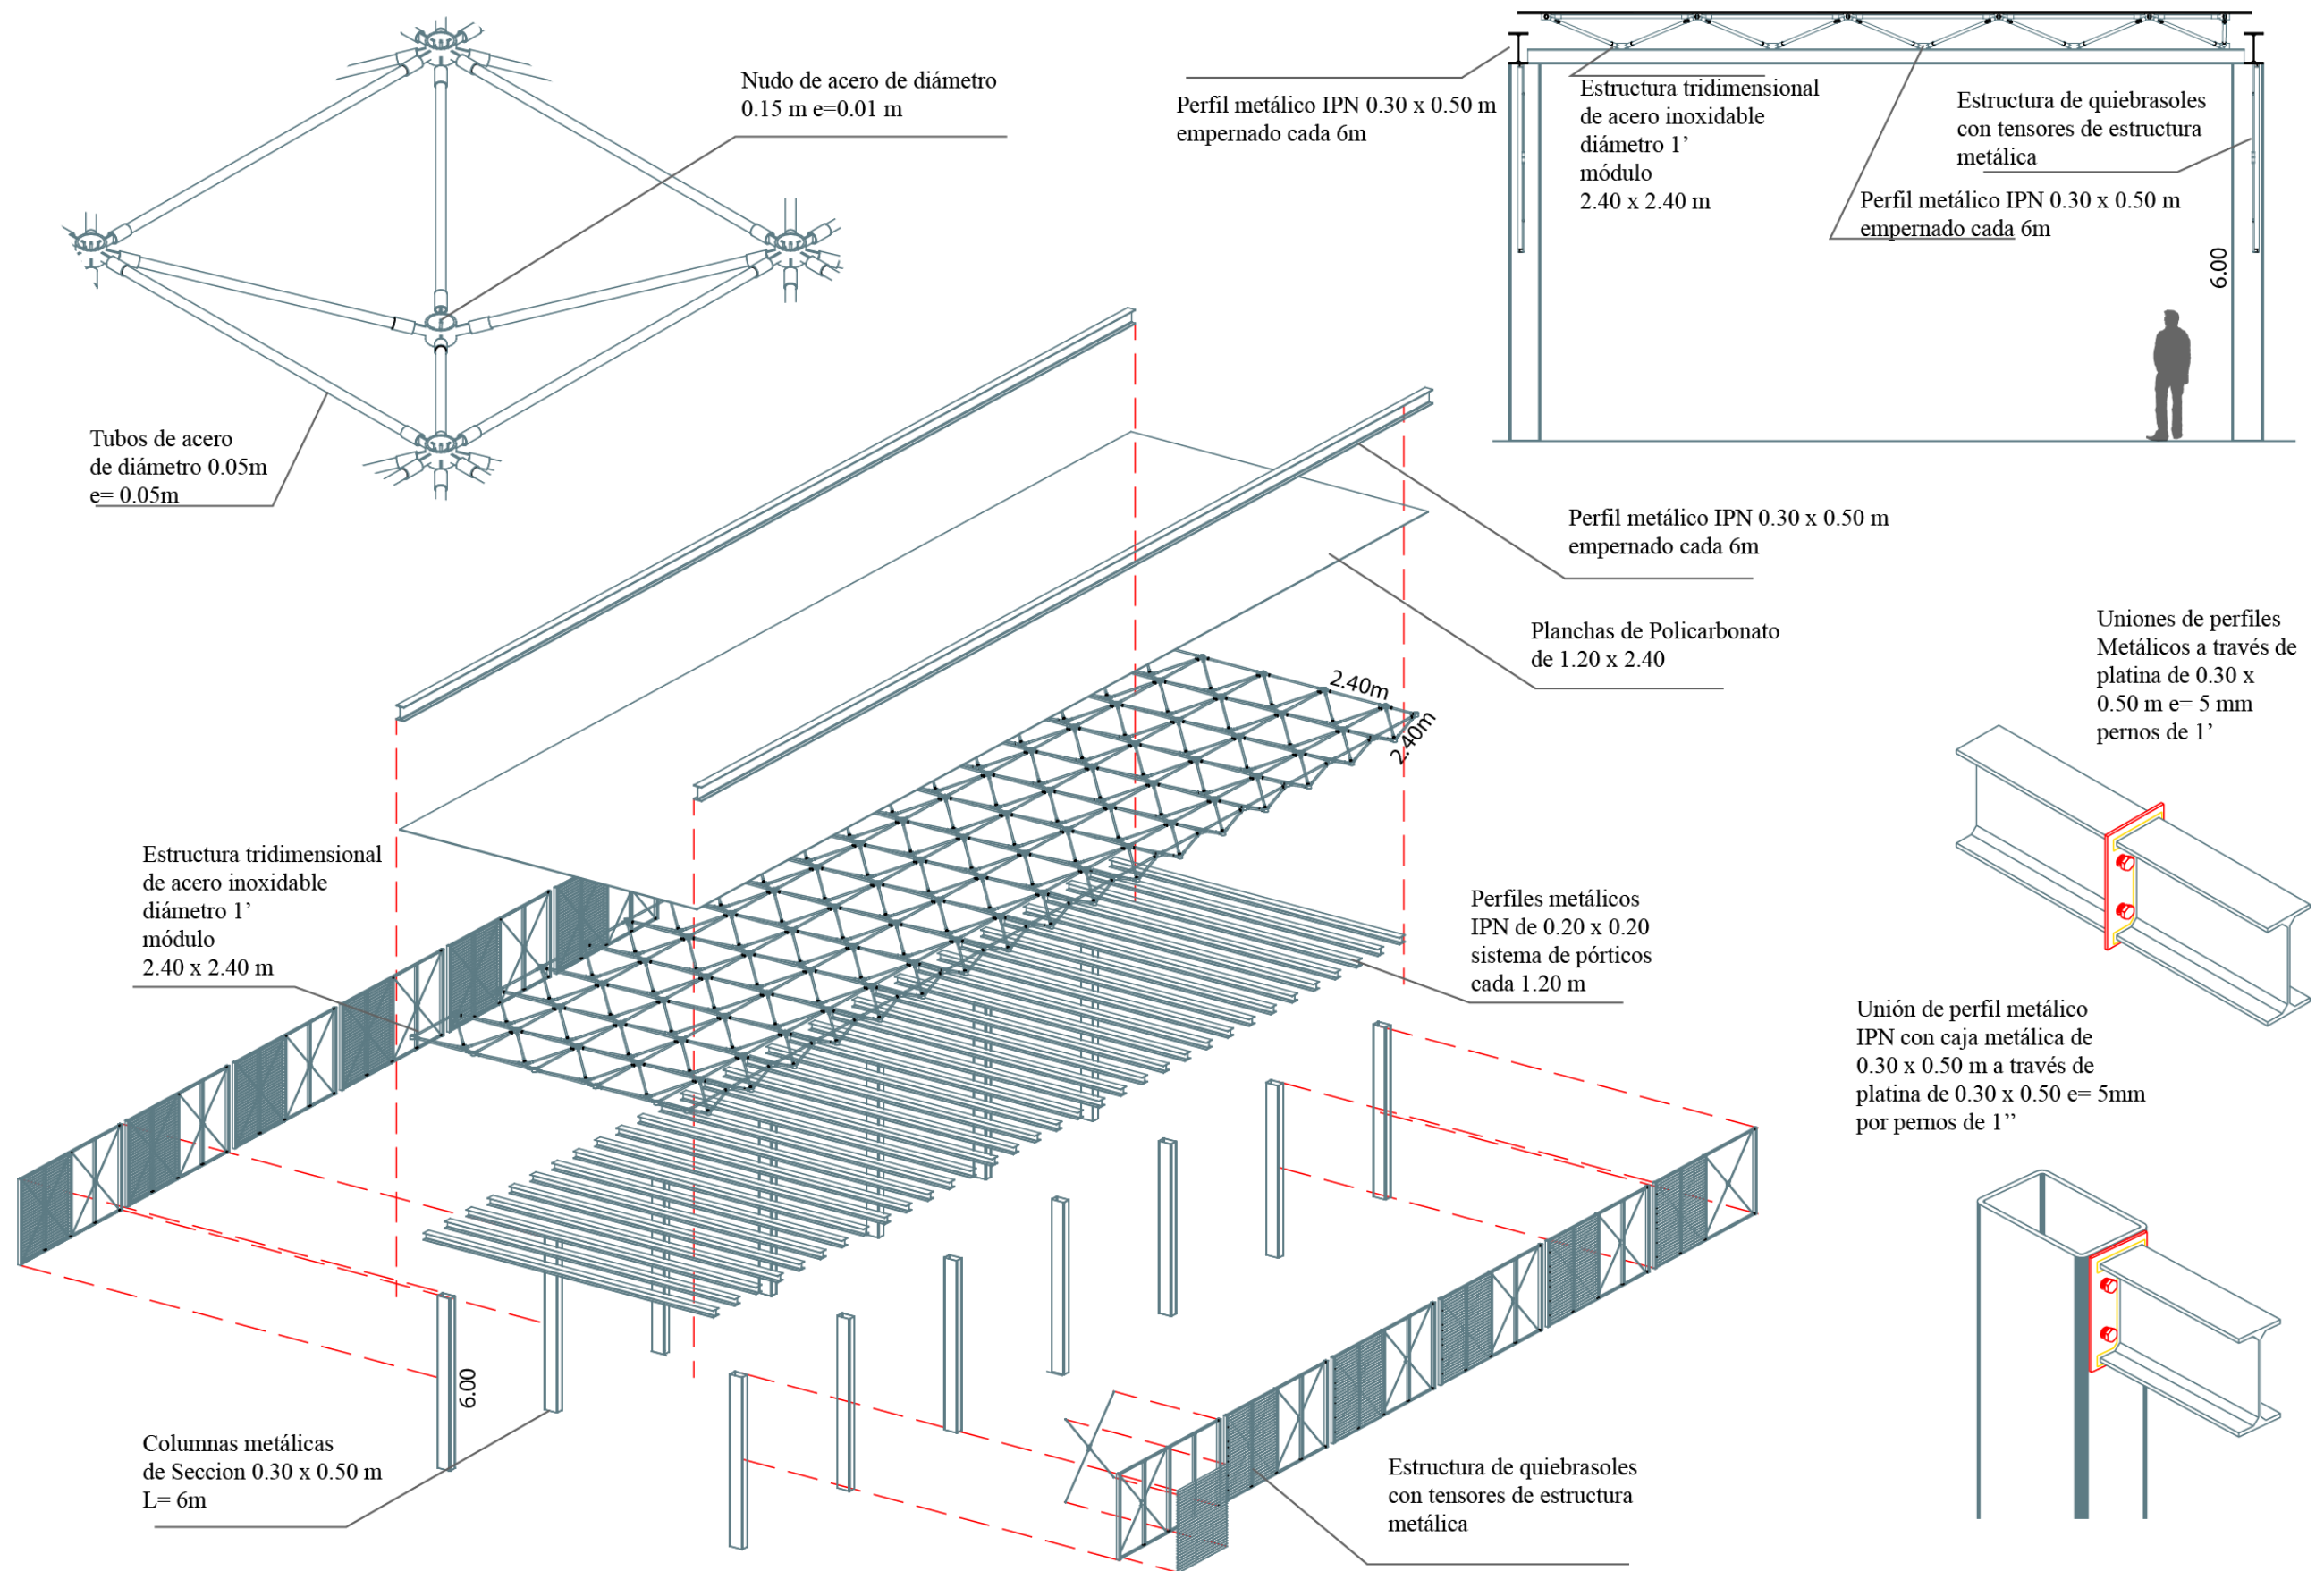 Nudo de acero de diámetro
0.15 m e=0.01 m
Tubos de acero
de diámetro 0.05m
e= 0.05m
Perfil metálico IPN 0.30 x 0.50 m
empernado cada 6m
Estructura tridimensional
de acero inoxidable
diámetro 1’
módulo
2.40 x 2.40 m
Estructura de quiebrasoles
con tensores de estructura
metálica
Perfil metálico IPN 0.30 x 0.50 m
empernado cada 6m
6.00
Perfil metálico IPN 0.30 x 0.50 m
empernado cada 6m
Planchas de Policarbonato
de 1.20 x 2.40
2.40m
2.40m
Uniones de perfiles
Metálicos a través de
platina de 0.30 x
0.50 m e= 5 mm
pernos de 1’
Estructura tridimensional
de acero inoxidable
diámetro 1’
módulo
2.40 x 2.40 m
Perfiles metálicos
IPN de 0.20 x 0.20
sistema de pórticos
cada 1.20 m
Unión de perfil metálico
IPN con caja metálica de
0.30 x 0.50 m a través de
platina de 0.30 x 0.50 e= 5mm
por pernos de 1’’
6.00
Columnas metálicas
de Seccion 0.30 x 0.50 m
L= 6m
Estructura de quiebrasoles
con tensores de estructura
metálica